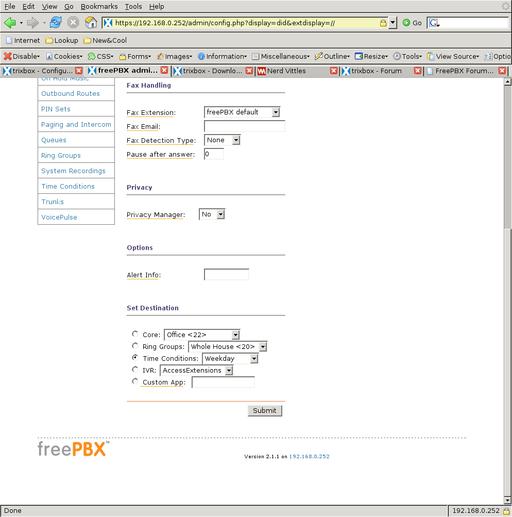 File Edit View Go Bookmarks Tools Help
https://192.168.0.252/admin/config.php?display=did&extdisplay=//
Go
Internet Lookup New&Cool
Disable Cookies CSS Forms Images Information Miscellaneous Outline Resize Tools View Source Optio
trixbox - Configu... freePBX admi... trixbox - Downlo... Nerd Vittles trixbox - Forum FreePBX Forum...
On Hold Music
Outbound Routes
PIN Sets
Paging and Intercom
Queues
Ring Groups
System Recordings
Time Conditions
Trunks
VoicePulse
Fax Handling
Fax Extension: freePBX default
Fax Email:
Fax Detection Type: None
Pause after answer: 0
Privacy
Privacy Manager: No
Options
Alert Info:
Set Destination
Core: Office <22>
Ring Groups: Whole House <20>
Time Conditions: Weekday
IVR: AccessExtensions
Custom App:
Submit
freePBX™
Version 2.1.1 on 192.168.0.252
Done
192.168.0.252